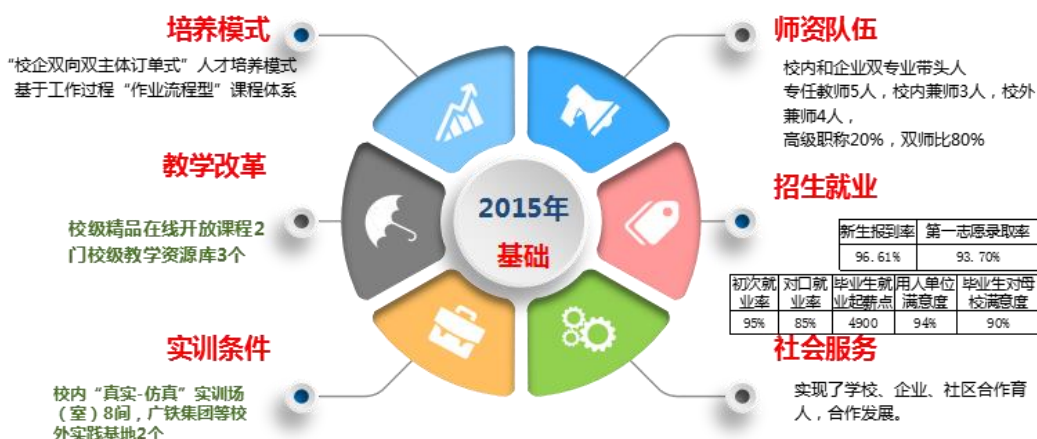 培养模式
“校企双向双主体订单式”人才培养模式
基于工作过程“作业流程型”课程体系
教学改革
校级精品在线开放课程2
门校级教学资源库3个
实训条件
校内“真实-仿真”实训场
（室）8间，广铁集团等校
外实践基地2个
2015年
基础
师资队伍
校内和企业双专业带头人
专任教师5人，校内兼师3人，校外
兼师4人，
高级职称20%，双师比80%
招生就业
新生报到率 第一志愿录取率
96.61% 93.70%
初次就 对口就 毕业生就 用人单位 毕业生对母
业率 业率 业起薪点 满意度 校满意度
95% 85% 4900 94% 90%
社会服务
实现了学校、企业、社区合作育
人，合作发展。